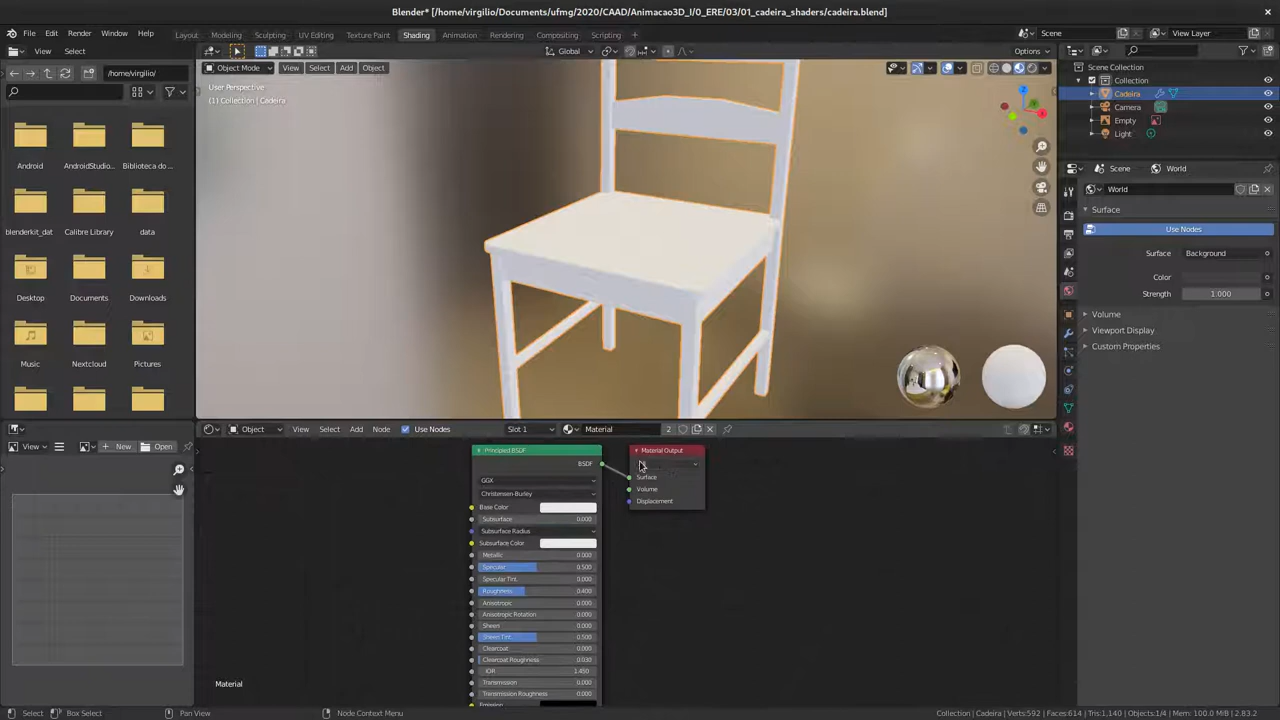 Blender* [/home/virgilio/Documents/ufmg/2020/CAAD/Animacao3D_I/0_ERE/03/01_cadeira_shaders/cadeira.blend]
File Edit Render Window Help
Layout Modeling Sculpting UV Editing Texture Paint Shading Animation Rendering Compositing Scripting
Scene
View Layer
View Select
Global
Options
/home/virgilio/
Object Mode View Select Add Object
User Perspective
(1) Collection | Cadeira
Android
AndroidStudio...
Biblioteca do ...
blenderkit_dat
Calibre Library
data
Desktop
Documents
Downloads
Music
Nextcloud
Pictures
Scene Collection
Collection
Cadeira
Camera
Empty
Light
Scene
World
World
Surface
Use Nodes
Surface Background
Color
Strength 1.000
Volume
Viewport Display
Custom Properties
View
New
Open
Object View Select Add Node Use Nodes Slot 1 Material 2
Principled BSDF
BSDF
GGX
Christensen-Burley
Base Color
Subsurface 0.000
Subsurface Radius
Subsurface Color
Metallic 0.000
Specular 0.500
Specular Tint 0.000
Roughness 0.400
Anisotropic 0.000
Anisotropic Rotation 0.000
Sheen 0.000
Sheen Tint 0.500
Clearcoat 0.000
Clearcoat Roughness 0.030
IOR 1.450
Transmission 0.000
Transmission Roughness 0.000
Emission
Material Output
Surface
Volume
Displacement
Material
Select
Box Select
Pan View
Node Context Menu
Collection | Cadeira | Verts:592 | Faces:614 | Tris:1,140 | Objects:1/4 | Mem: 100.0 MiB | 2.83.2